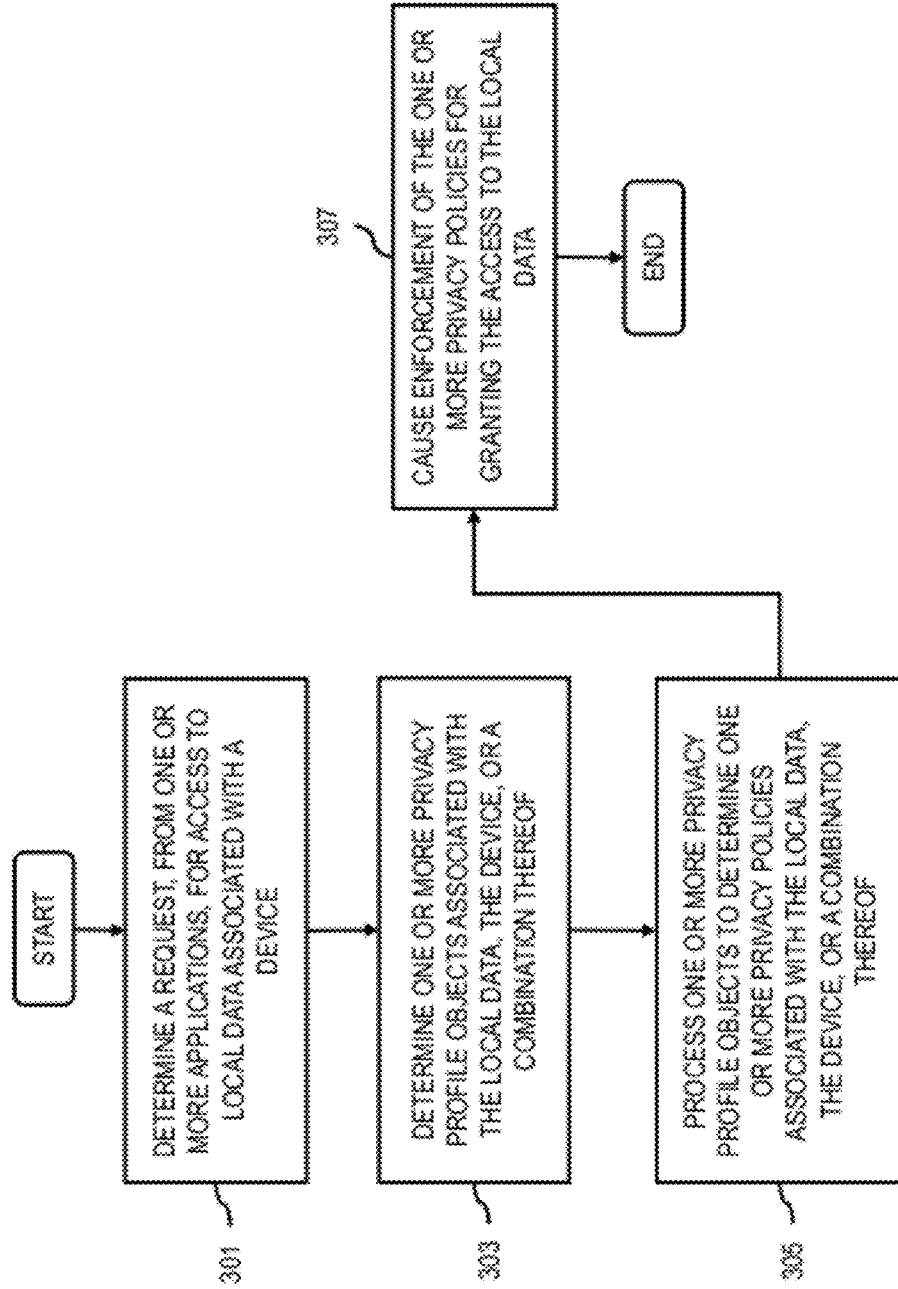 START
301
DETERMINE A REQUEST, FROM ONE OR
MORE APPLICATIONS, FOR ACCESS TO
LOCAL DATA ASSOCIATED WITH A
DEVICE
303
DETERMINE ONE OR MORE PRIVACY
PROFILE OBJECTS ASSOCIATED WITH
THE LOCAL DATA, THE DEVICE, OR A
COMBINATION THEREOF
305
PROCESS ONE OR MORE PRIVACY
PROFILE OBJECTS TO DETERMINE ONE
OR MORE PRIVACY POLICIES
ASSOCIATED WITH THE LOCAL DATA,
THE DEVICE, OR A COMBINATION
THEREOF
307
CAUSE ENFORCEMENT OF THE ONE OR
MORE PRIVACY POLICIES FOR
GRANTING THE ACCESS TO THE LOCAL
DATA
END